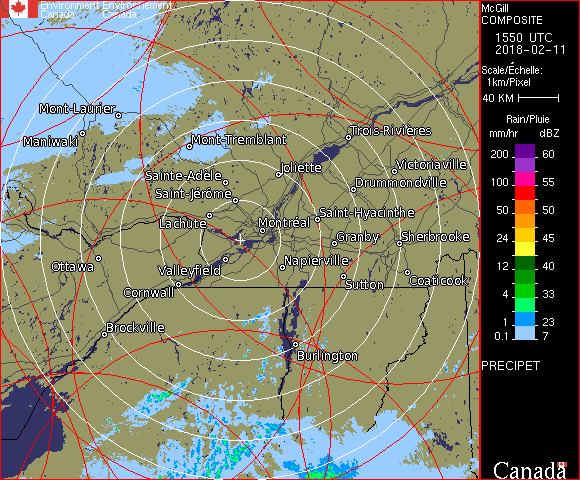 Environment Environnement
Canada Canada
McGill
COMPOSITE
1550 UTC
2018-02-11
Scale/Échelle:
1km/Pixel
40 KM
Rain/Pluie
mm/hr dBZ
200 60
150 57
100 55
50 50
24 45
12 40
4 33
1 23
0.1 7
PRECIPET
Canada
Mont-Laurier
Maniwaki
Mont-Tremblant
Trois-Rivières
Joliette
Victoriaville
Sainte-Adèle
Drummondville
Saint-Jérôme
Saint-Hyacinthe
Lachute
Montréal
Granby
Sherbrooke
Ottawa
Valleyfield
Napierville
Cornwall
Sutton
Coaticook
Brockville
Burlington